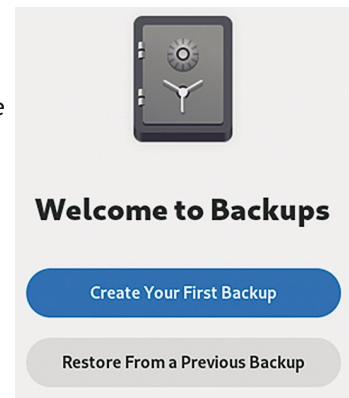 e
Welcome to Backups
Create Your First Backup
Restore From a Previous Backup